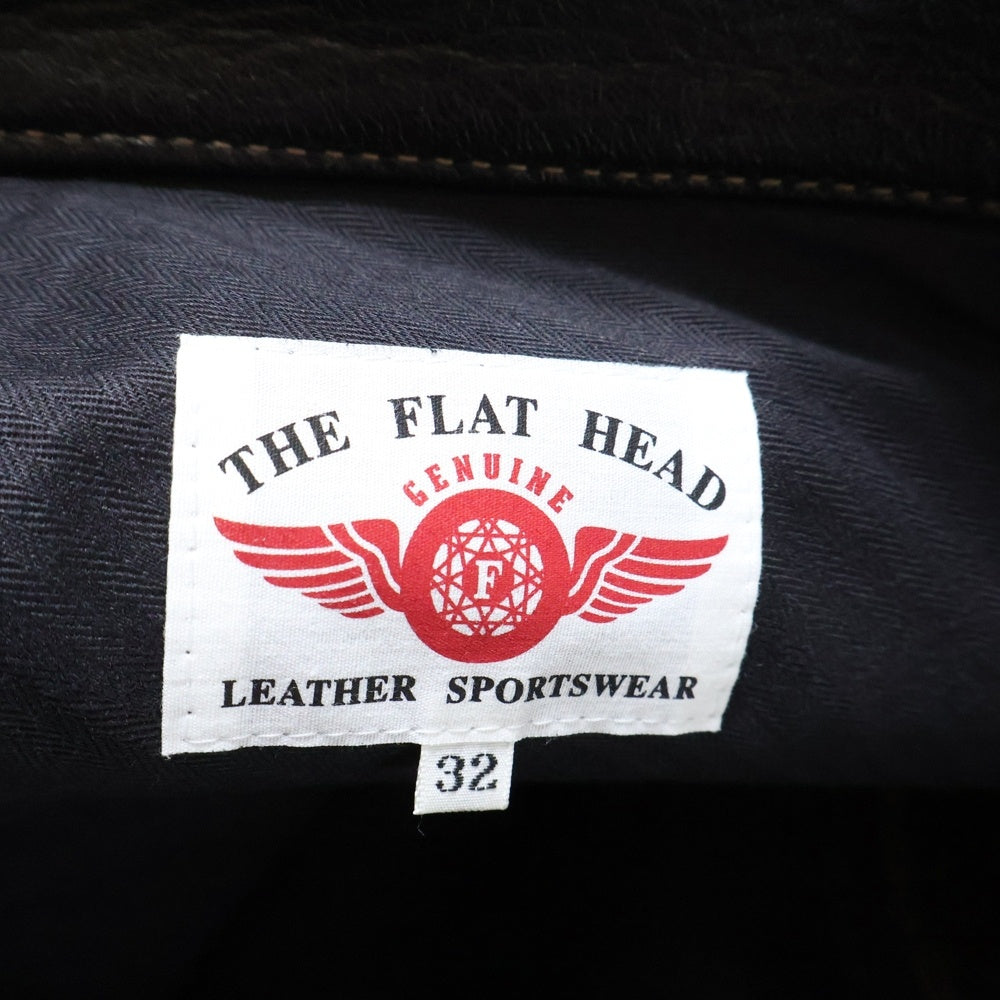 THE FLAT HEAD
GENUINE
F
LEATHER SPORTSWEAR
32